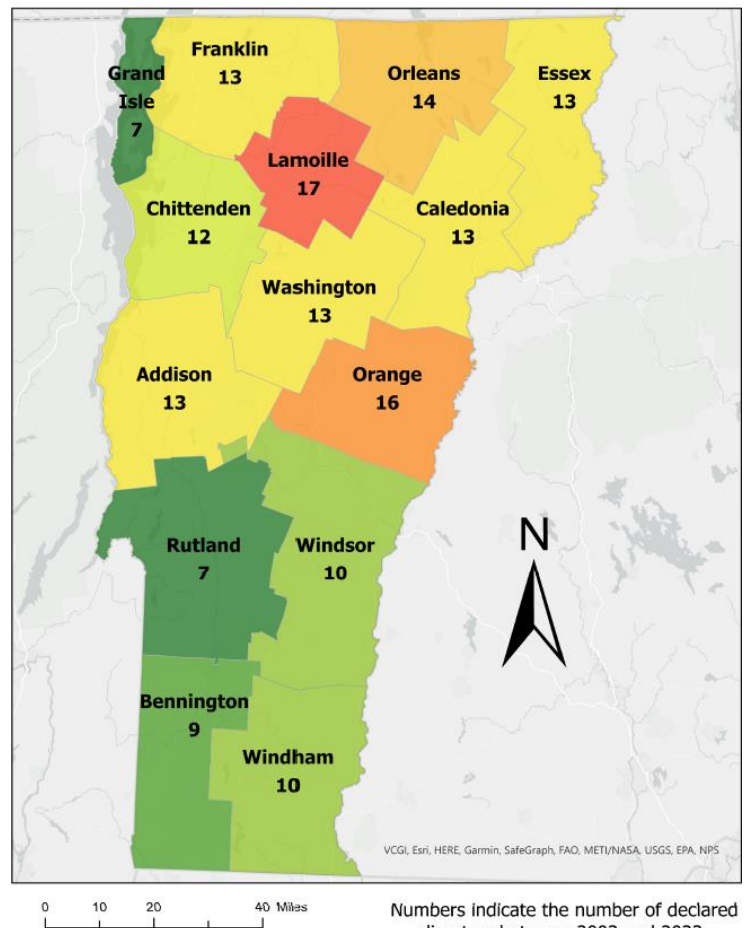 Grand
Isle
7
Franklin
13
Orleans
14
Essex
13
Lamoille
17
Chittenden
12
Caledonia
13
Washington
13
Addison
13
Orange
16
Rutland
7
Windsor
10
N
Bennington
9
Windham
10
VCGI, Esri, HERE, Garmin, SafeGraph, FAO, METI/NASA, USGS, EPA, NPS
0 10 20 40 Miles
Numbers indicate the number of declared